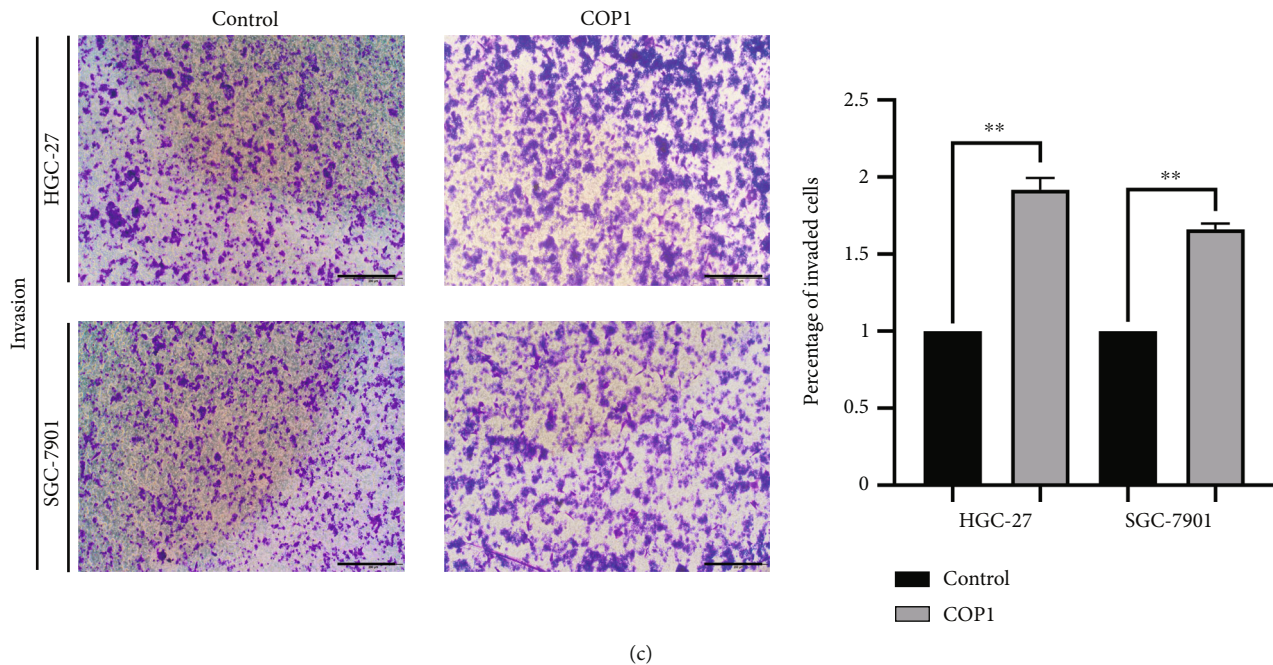 Control
COP1
Invasion
HGC-27
SGC-7901
Percentage of invaded cells
2.5
2
1.5
1
0.5
0
**
**
HGC-27
SGC-7901
Control
COP1
(c)